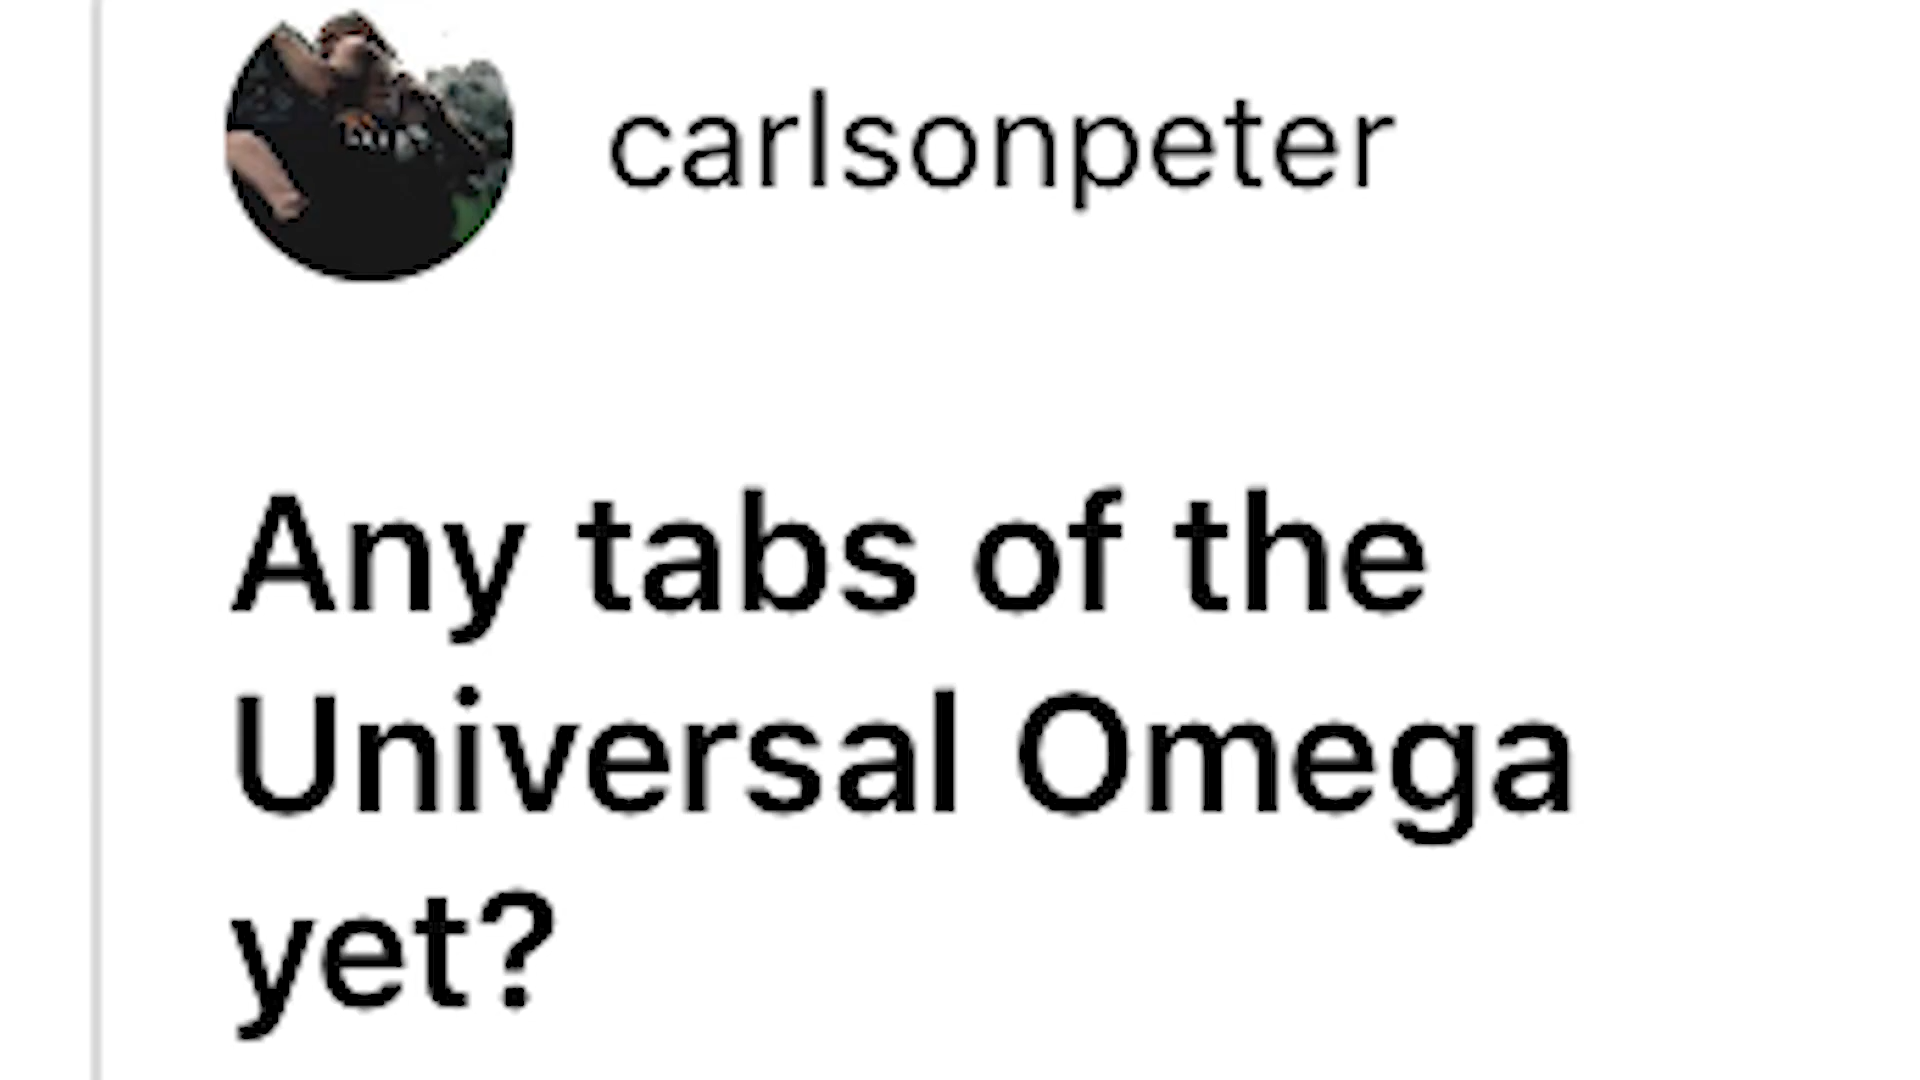 carlsonpeter
Any tabs of the
Universal Omega
yet?